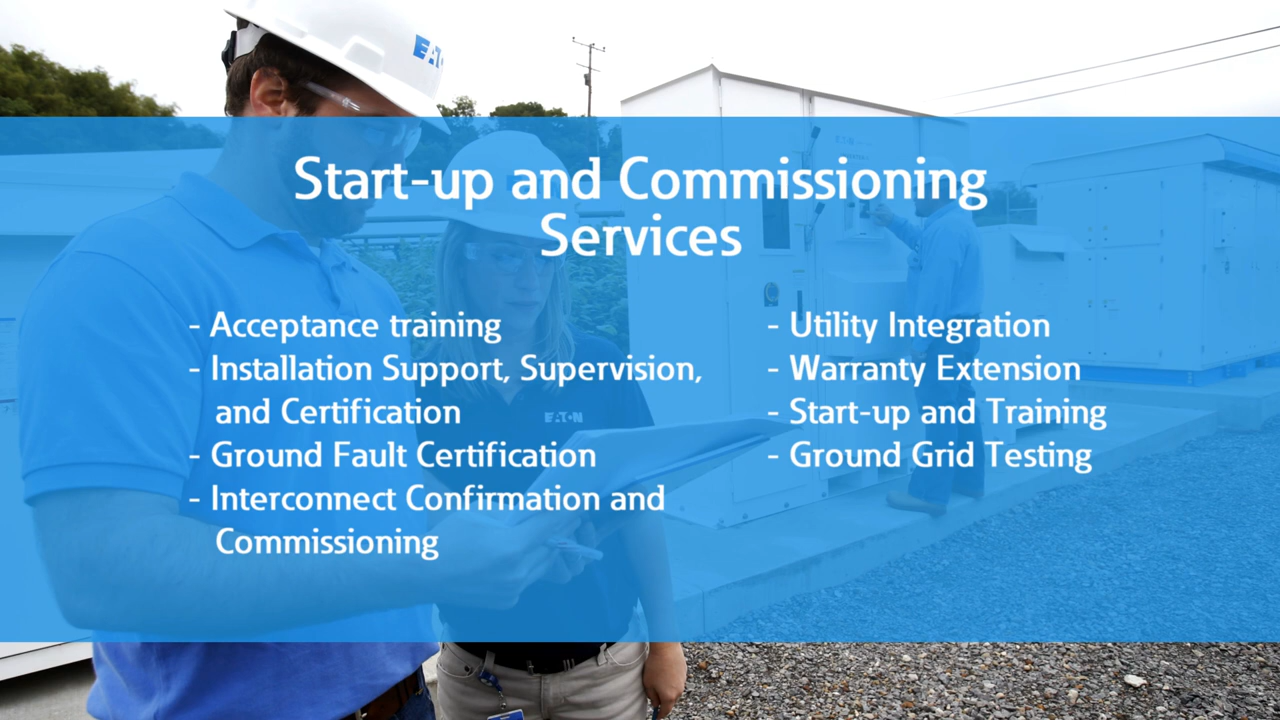 EATON
Start-up and Commissioning
Services
- Acceptance training
- Installation Support, Supervision,
and Certification
- Ground Fault Certification
- Interconnect Confirmation and
Commissioning
- Utility Integration
- Warranty Extension
- Start-up and Training
- Ground Grid Testing
EATON